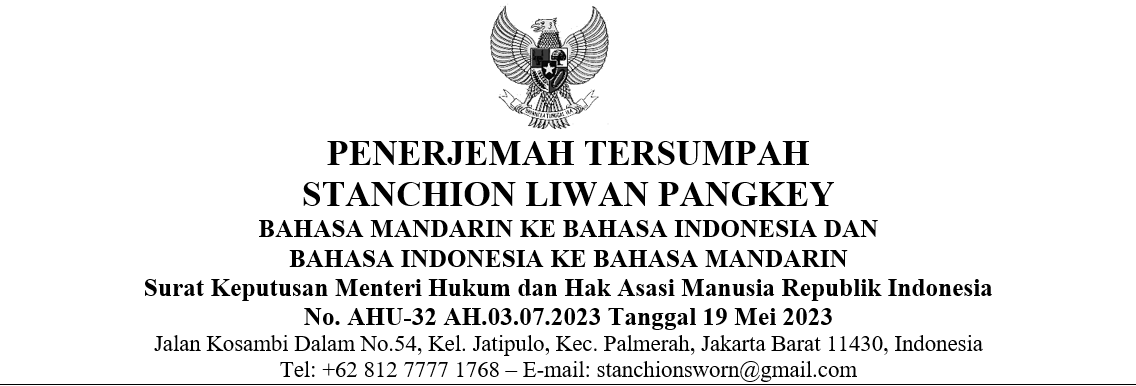 PENERJEMAH TERSUMPAH
STANCHION LIWAN PANGKEY
BAHASA MANDARIN KE BAHASA INDONESIA DAN
BAHASA INDONESIA KE BAHASA MANDARIN
Surat Keputusan Menteri Hukum dan Hak Asasi Manusia Republik Indonesia
No. AHU-32 AH.03.07.2023 Tanggal 19 Mei 2023
Jalan Kosambi Dalam No.54, Kel. Jatipulo, Kec. Palmerah, Jakarta Barat 11430, Indonesia
Tel: +62 812 7777 1768 – E-mail: stanchionsworn@gmail.com